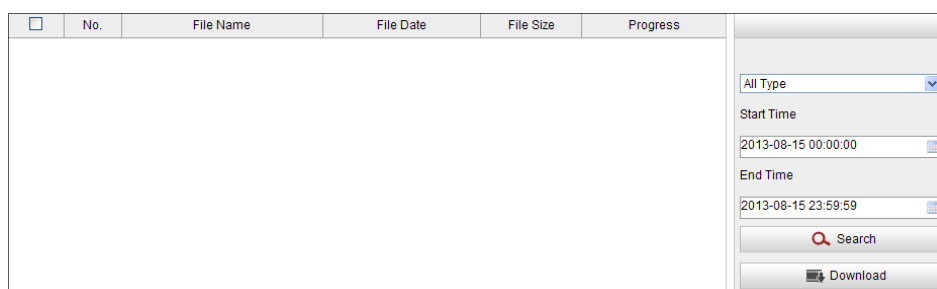 No. File Name File Date File Size Progress
All Type
Start Time
2013-08-15 00:00:00
End Time
2013-08-15 23:59:59
Search
Download